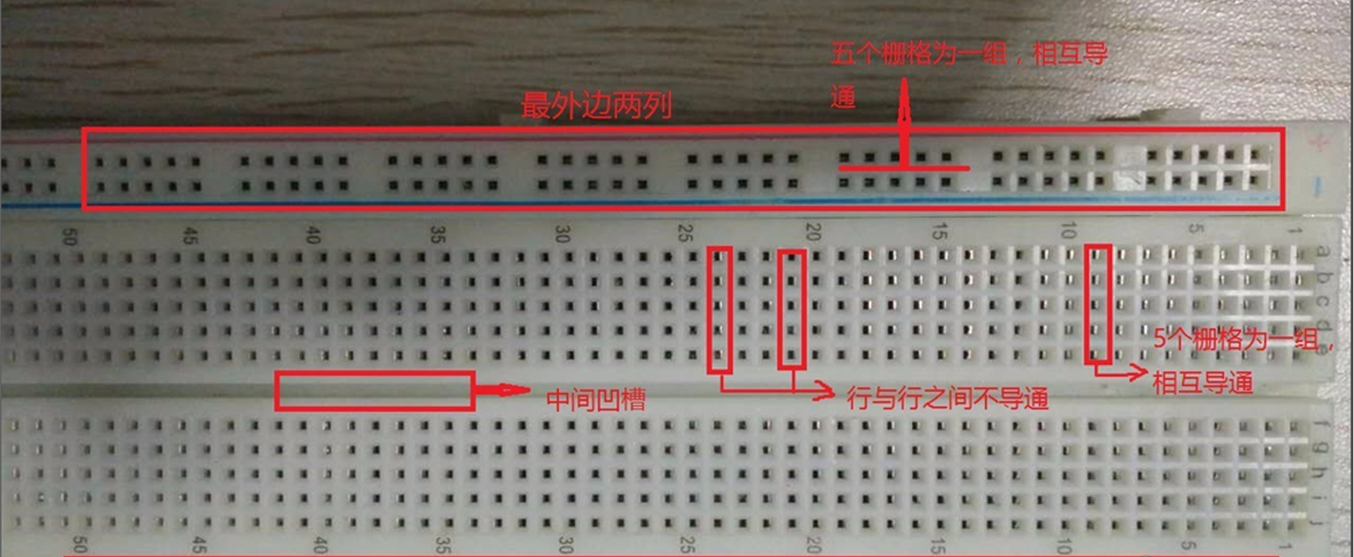 五个栅格为一组，相互导
通
最外边两列
+
-
50 45 40 35 30 25 20 15 10 5 1
a
b
c
d
e
5个栅格为一组，
相互导通
中间凹槽
行与行之间不导通
f
g
h
i
j
50 45 40 35 30 25 20 15 10 5 1